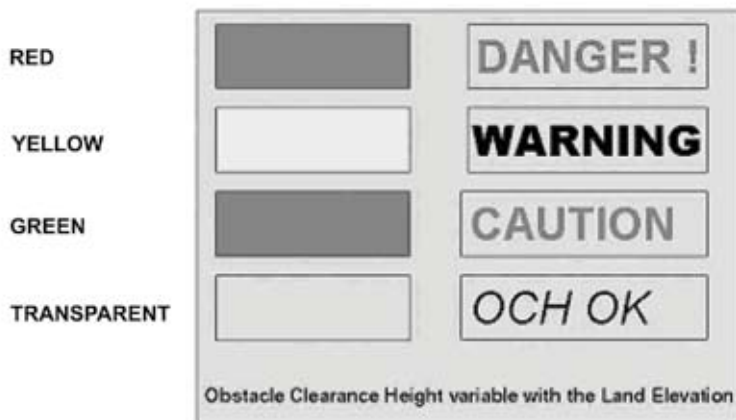 RED DANGER !
YELLOW WARNING
GREEN CAUTION
TRANSPARENT OCH OK
Obstacle Clearance Height variable with the Land Elevation